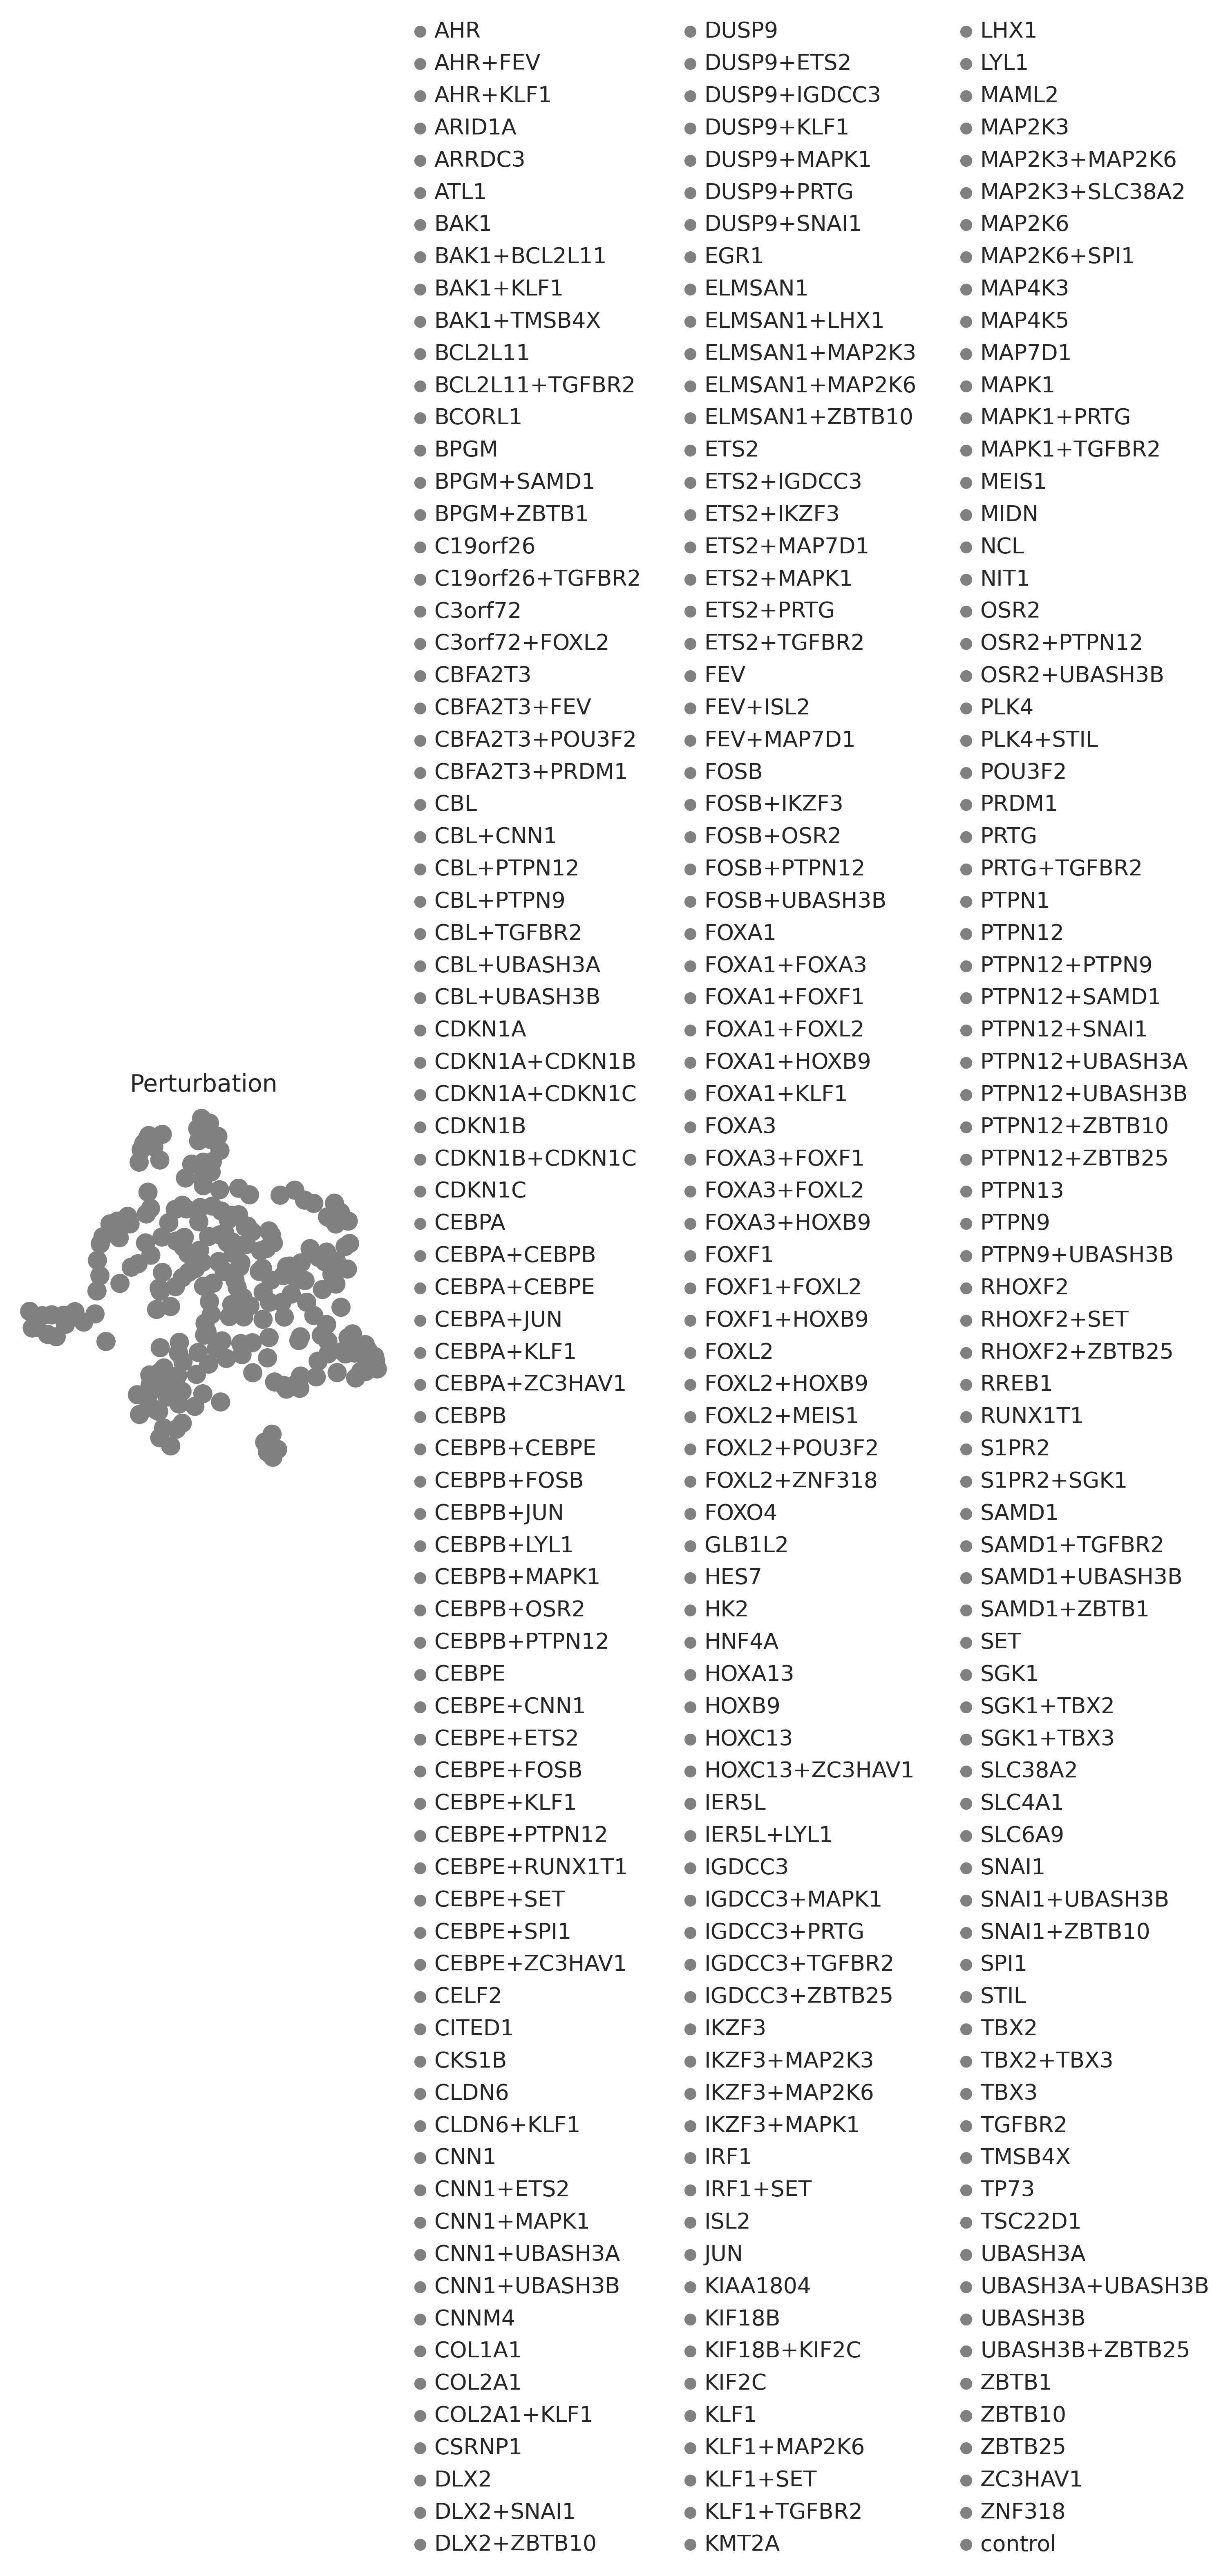 Perturbation
AHR
AHR+FEV
AHR+KLF1
ARID1A
ARRDC3
ATL1
BAK1
BAK1+BCL2L11
BAK1+KLF1
BAK1+TMSB4X
BCL2L11
BCL2L11+TGFBR2
BCORL1
BPGM
BPGM+SAMD1
BPGM+ZBTB1
C19orf26
C19orf26+TGFBR2
C3orf72
C3orf72+FOXL2
CBFA2T3
CBFA2T3+FEV
CBFA2T3+POU3F2
CBFA2T3+PRDM1
CBL
CBL+CNN1
CBL+PTPN12
CBL+PTPN9
CBL+TGFBR2
CBL+UBASH3A
CBL+UBASH3B
CDKN1A
CDKN1A+CDKN1B
CDKN1A+CDKN1C
CDKN1B
CDKN1B+CDKN1C
CDKN1C
CEBPA
CEBPA+CEBPB
CEBPA+CEBPE
CEBPA+JUN
CEBPA+KLF1
CEBPA+ZC3HAV1
CEBPB
CEBPB+CEBPE
CEBPB+FOSB
CEBPB+JUN
CEBPB+LYL1
CEBPB+MAPK1
CEBPB+OSR2
CEBPB+PTPN12
CEBPE
CEBPE+CNN1
CEBPE+ETS2
CEBPE+FOSB
CEBPE+KLF1
CEBPE+PTPN12
CEBPE+RUNX1T1
CEBPE+SET
CEBPE+SPI1
CEBPE+ZC3HAV1
CELF2
CITED1
CKS1B
CLDN6
CLDN6+KLF1
CNN1
CNN1+ETS2
CNN1+MAPK1
CNN1+UBASH3A
CNN1+UBASH3B
CNNM4
COL1A1
COL2A1
COL2A1+KLF1
CSRNP1
DLX2
DLX2+SNAI1
DLX2+ZBTB10
DUSP9
DUSP9+ETS2
DUSP9+IGDCC3
DUSP9+KLF1
DUSP9+MAPK1
DUSP9+PRTG
DUSP9+SNAI1
EGR1
ELMSAN1
ELMSAN1+LHX1
ELMSAN1+MAP2K3
ELMSAN1+MAP2K6
ELMSAN1+ZBTB10
ETS2
ETS2+IGDCC3
ETS2+IKZF3
ETS2+MAP7D1
ETS2+MAPK1
ETS2+PRTG
ETS2+TGFBR2
FEV
FEV+ISL2
FEV+MAP7D1
FOSB
FOSB+IKZF3
FOSB+OSR2
FOSB+PTPN12
FOSB+UBASH3B
FOXA1
FOXA1+FOXA3
FOXA1+FOXF1
FOXA1+FOXL2
FOXA1+HOXB9
FOXA1+KLF1
FOXA3
FOXA3+FOXF1
FOXA3+FOXL2
FOXA3+HOXB9
FOXF1
FOXF1+FOXL2
FOXF1+HOXB9
FOXL2
FOXL2+HOXB9
FOXL2+MEIS1
FOXL2+POU3F2
FOXL2+ZNF318
FOXO4
GLB1L2
HES7
HK2
HNF4A
HOXA13
HOXB9
HOXC13
HOXC13+ZC3HAV1
IER5L
IER5L+LYL1
IGDCC3
IGDCC3+MAPK1
IGDCC3+PRTG
IGDCC3+TGFBR2
IGDCC3+ZBTB25
IKZF3
IKZF3+MAP2K3
IKZF3+MAP2K6
IKZF3+MAPK1
IRF1
IRF1+SET
ISL2
JUN
KIAA1804
KIF18B
KIF18B+KIF2C
KIF2C
KLF1
KLF1+MAP2K6
KLF1+SET
KLF1+TGFBR2
KMT2A
LHX1
LYL1
MAML2
MAP2K3
MAP2K3+MAP2K6
MAP2K3+SLC38A2
MAP2K6
MAP2K6+SPI1
MAP4K3
MAP4K5
MAP7D1
MAPK1
MAPK1+PRTG
MAPK1+TGFBR2
MEIS1
MIDN
NCL
NIT1
OSR2
OSR2+PTPN12
OSR2+UBASH3B
PLK4
PLK4+STIL
POU3F2
PRDM1
PRTG
PRTG+TGFBR2
PTPN1
PTPN12
PTPN12+PTPN9
PTPN12+SAMD1
PTPN12+SNAI1
PTPN12+UBASH3A
PTPN12+UBASH3B
PTPN12+ZBTB10
PTPN12+ZBTB25
PTPN13
PTPN9
PTPN9+UBASH3B
RHOXF2
RHOXF2+SET
RHOXF2+ZBTB25
RREB1
RUNX1T1
S1PR2
S1PR2+SGK1
SAMD1
SAMD1+TGFBR2
SAMD1+UBASH3B
SAMD1+ZBTB1
SET
SGK1
SGK1+TBX2
SGK1+TBX3
SLC38A2
SLC4A1
SLC6A9
SNAI1
SNAI1+UBASH3B
SNAI1+ZBTB10
SPI1
STIL
TBX2
TBX2+TBX3
TBX3
TGFBR2
TMSB4X
TP73
TSC22D1
UBASH3A
UBASH3A+UBASH3B
UBASH3B
UBASH3B+ZBTB25
ZBTB1
ZBTB10
ZBTB25
ZC3HAV1
ZNF318
control